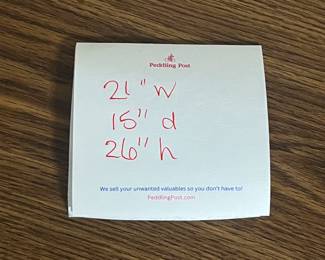 Peddling Post
21" W
15" d
26" h
We sell your unwanted valuables so you don't have to!
PeddlingPost.com